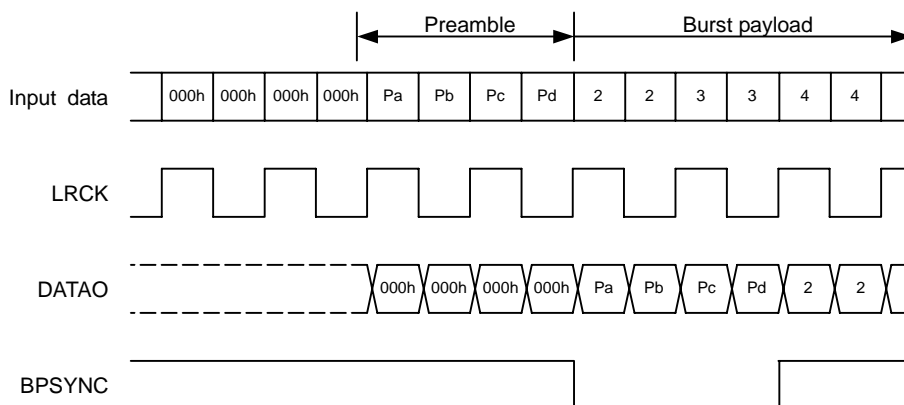 Preamble Burst payload
Input data 000h 000h 000h 000h Pa Pb Pc Pd 2 2 3 3 4 4
LRCK
DATAO 000h 000h 000h 000h Pa Pb Pc Pd 2 2
BPSYNC